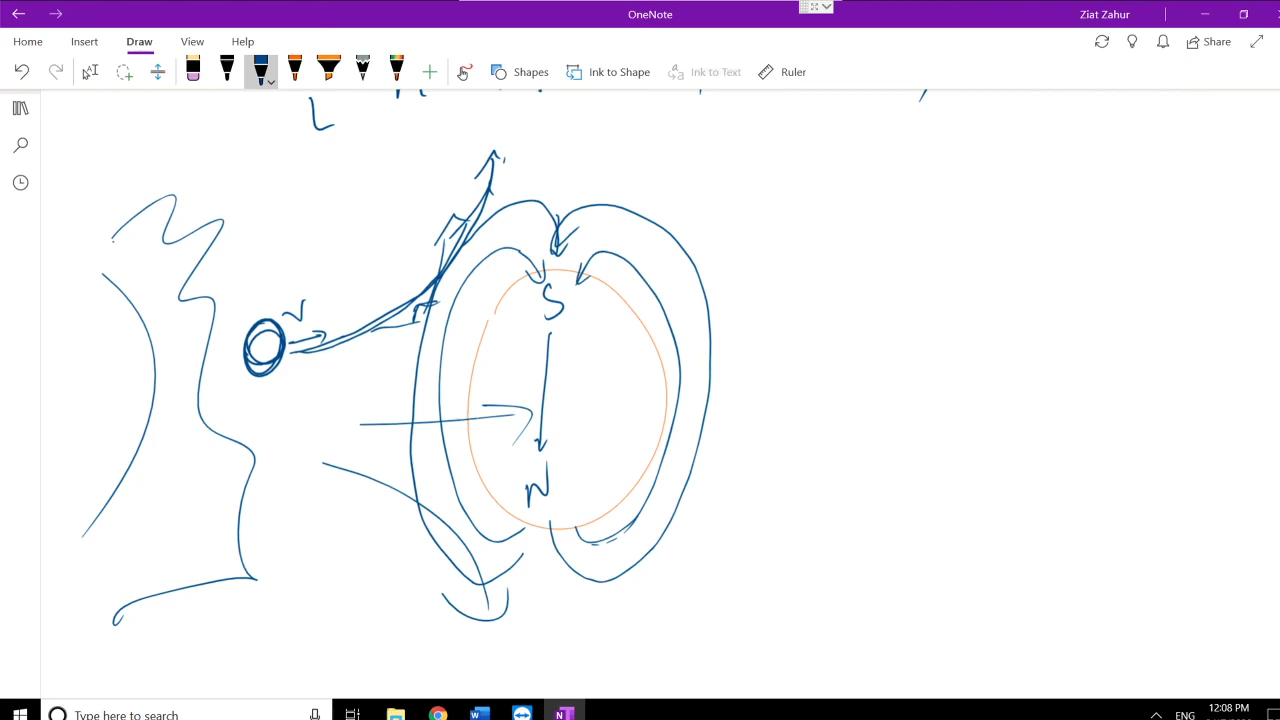 OneNote
Ziat Zahur
Home Insert Draw View Help
Share
Shapes
Ink to Shape
Ink to Text
Ruler
L
V
S
N
Type here to search
ENG
12:08 PM